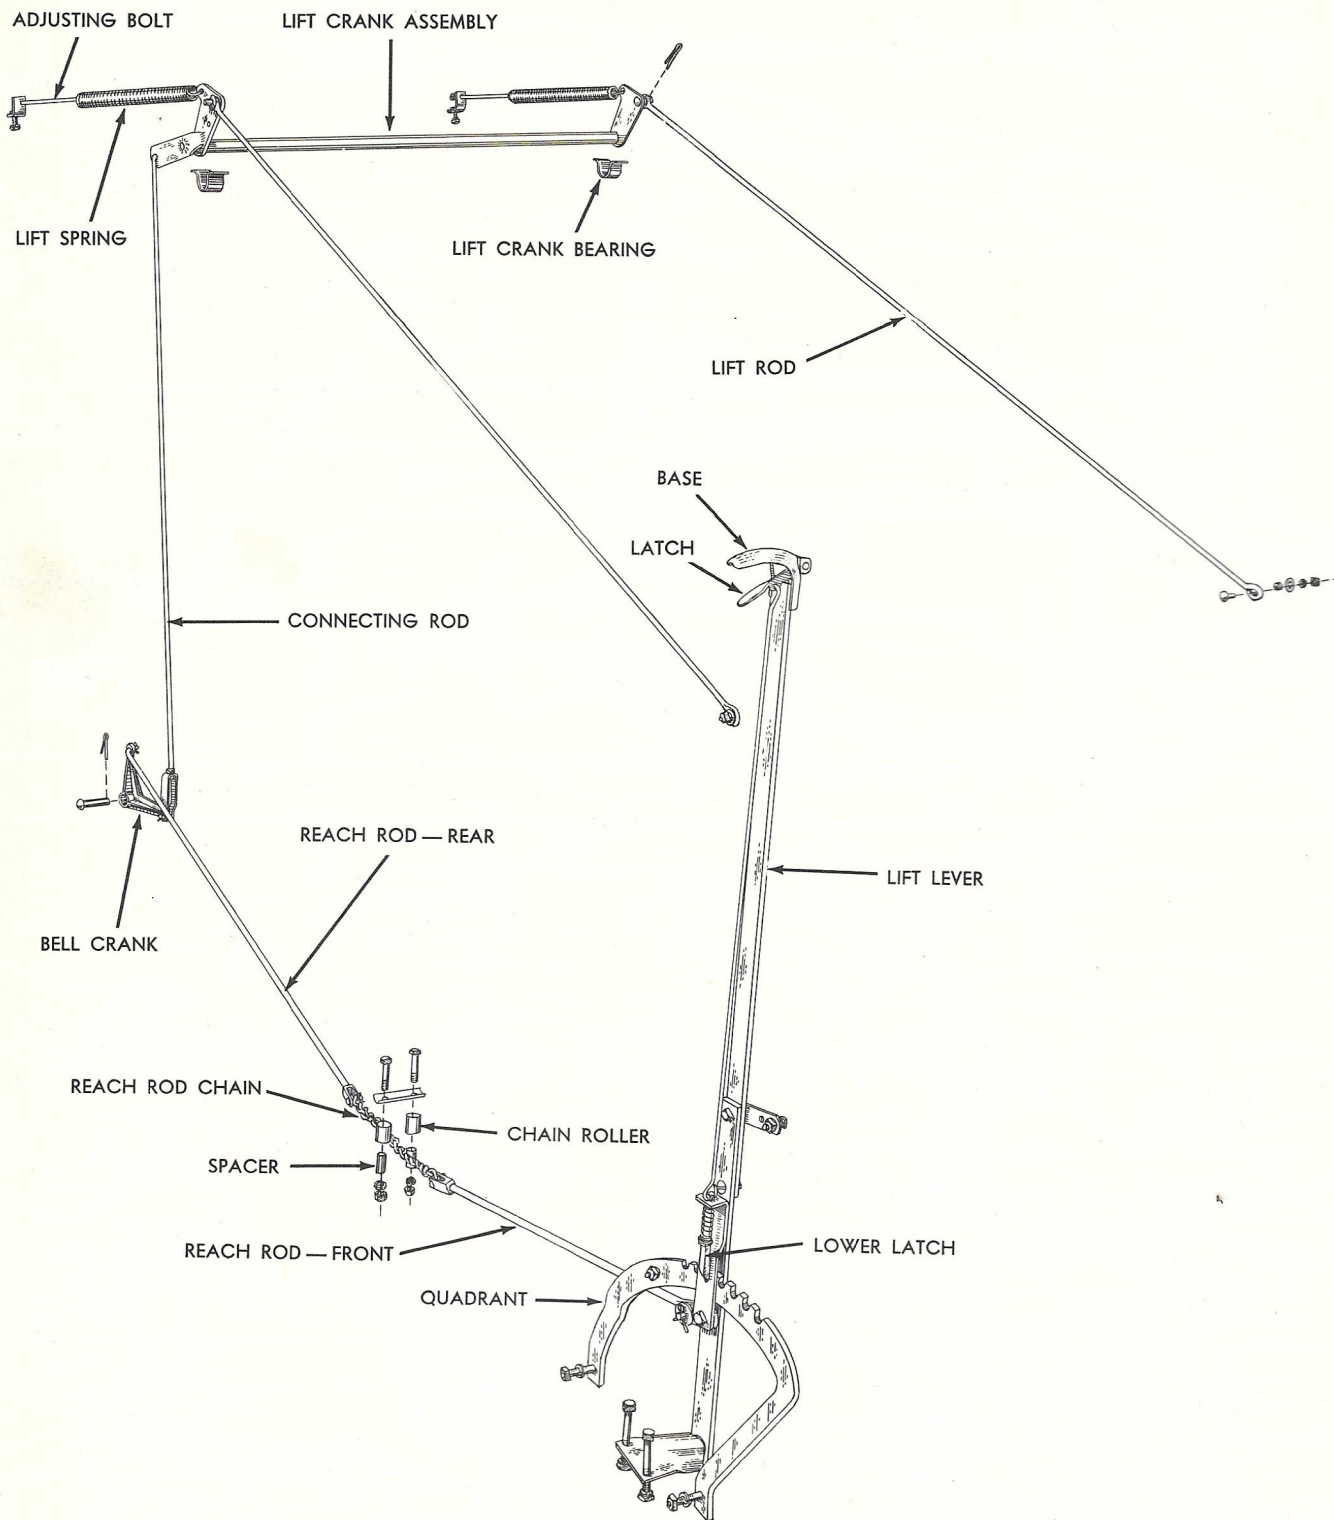 ADJUSTING BOLT
LIFT CRANK ASSEMBLY
LIFT SPRING
LIFT CRANK BEARING
LIFT ROD
BASE
LATCH
CONNECTING ROD
REACH ROD — REAR
LIFT LEVER
BELL CRANK
REACH ROD CHAIN
CHAIN ROLLER
SPACER
REACH ROD — FRONT
LOWER LATCH
QUADRANT